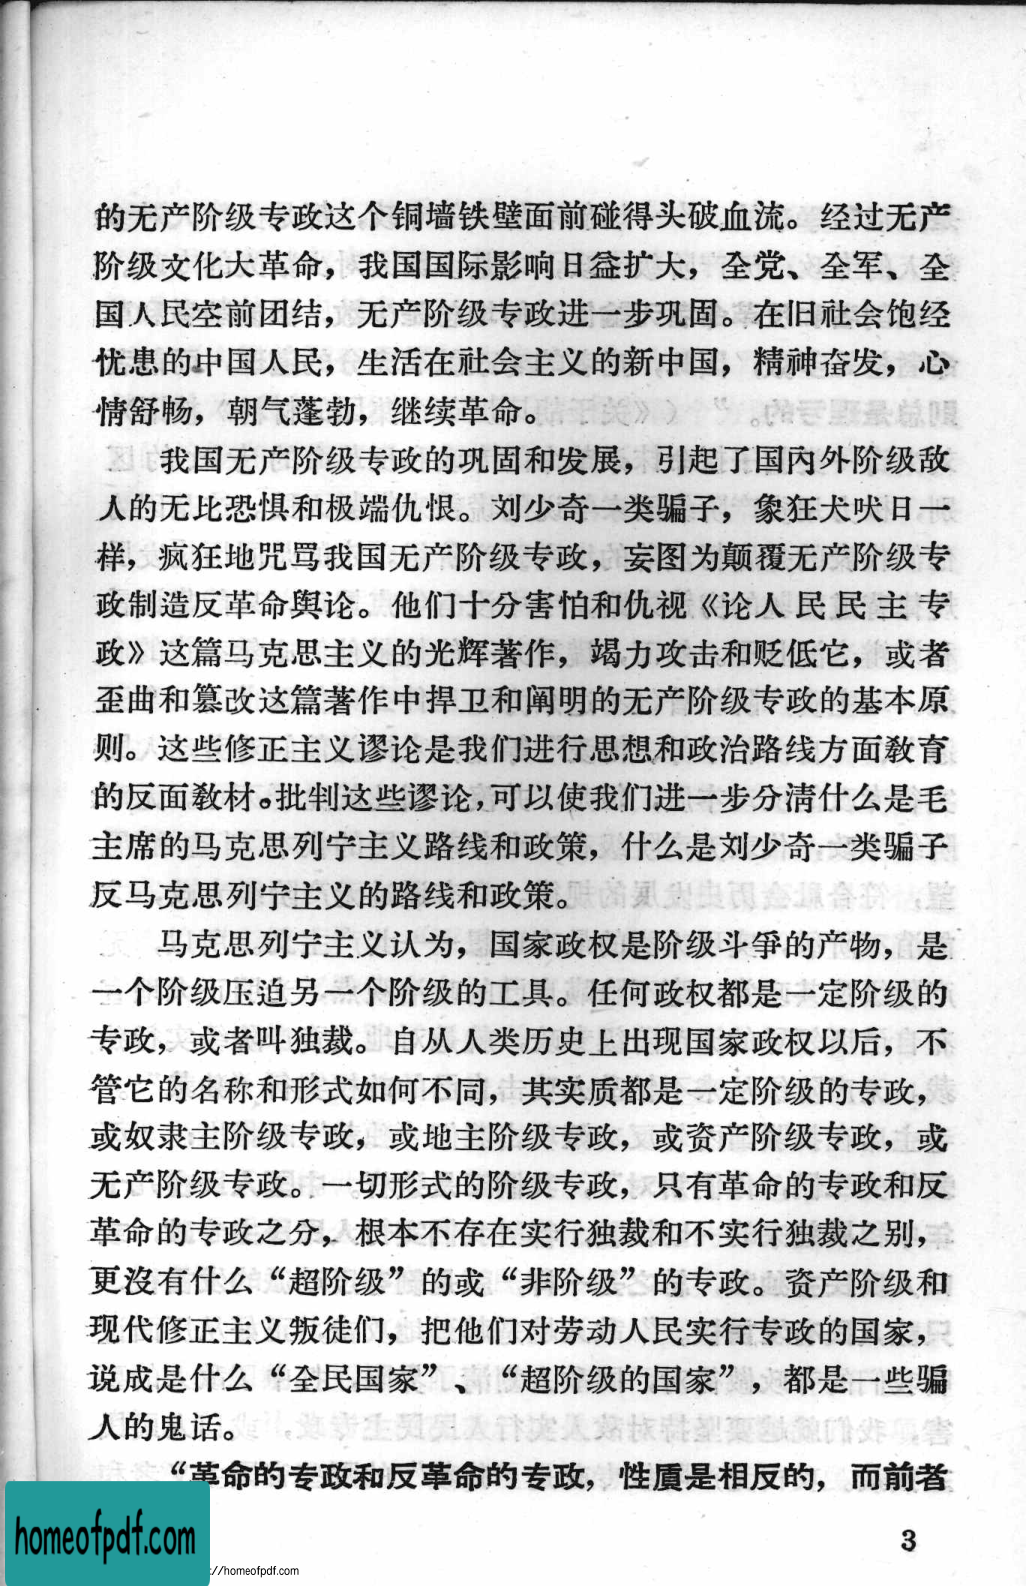 的无产阶级专政这个铜墙铁壁面前碰得头破血流。经过无产
阶级文化大革命，我国国际影响日益扩大，全党、全军、全
国人民空前团结，无产阶级专政进一步巩固。在旧社会饱经
忧患的中国人民，生活在社会主义的新中国，精神奋发，心
情舒畅，朝气蓬勃，继续革命。
我国无产阶级专政的巩固和发展，引起了国内外阶级敌
人的无比恐惧和极端仇恨。刘少奇一类骗子，象狂犬吠日一
样，疯狂地咒骂我国无产阶级专政，妄图为颠覆无产阶级专
政制造反革命舆论。他们十分害怕和仇视《论人民民主专
政》这篇马克思主义的光辉著作，竭力攻击和贬低它，或者
歪曲和篡改这篇著作中捍卫和阐明的无产阶级专政的基本原
则。这些修正主义谬论是我们进行思想和政治路线方面教育
的反面教材。批判这些谬论，可以使我们进一步分清什么是毛
主席的马克思列宁主义路线和政策，什么是刘少奇一类骗子
反马克思列宁主义的路线和政策。
马克思列宁主义认为，国家政权是阶级斗争的产物，是
一个阶级压迫另一个阶级的工具。任何政权都是一定阶级的
专政，或者叫独裁。自从人类历史上出现国家政权以后，不
管它的名称和形式如何不同，其实质都是一定阶级的专政，
或奴隶主阶级专政，或地主阶级专政，或资产阶级专政，或
无产阶级专政。一切形式的阶级专政，只有革命的专政和反
革命的专政之分，根本不存在实行独裁和不实行独裁之别，
更没有什么“超阶级”的或“非阶级”的专政。资产阶级和
现代修正主义叛徒们，把他们对劳动人民实行专政的国家，
说成是什么“全民国家”、“超阶级的国家”，都是一些骗
人的鬼话。
“革命的专政和反革命的专政，性质是相反的，而前者
3
homeofpdf.com
://homeofpdf.com